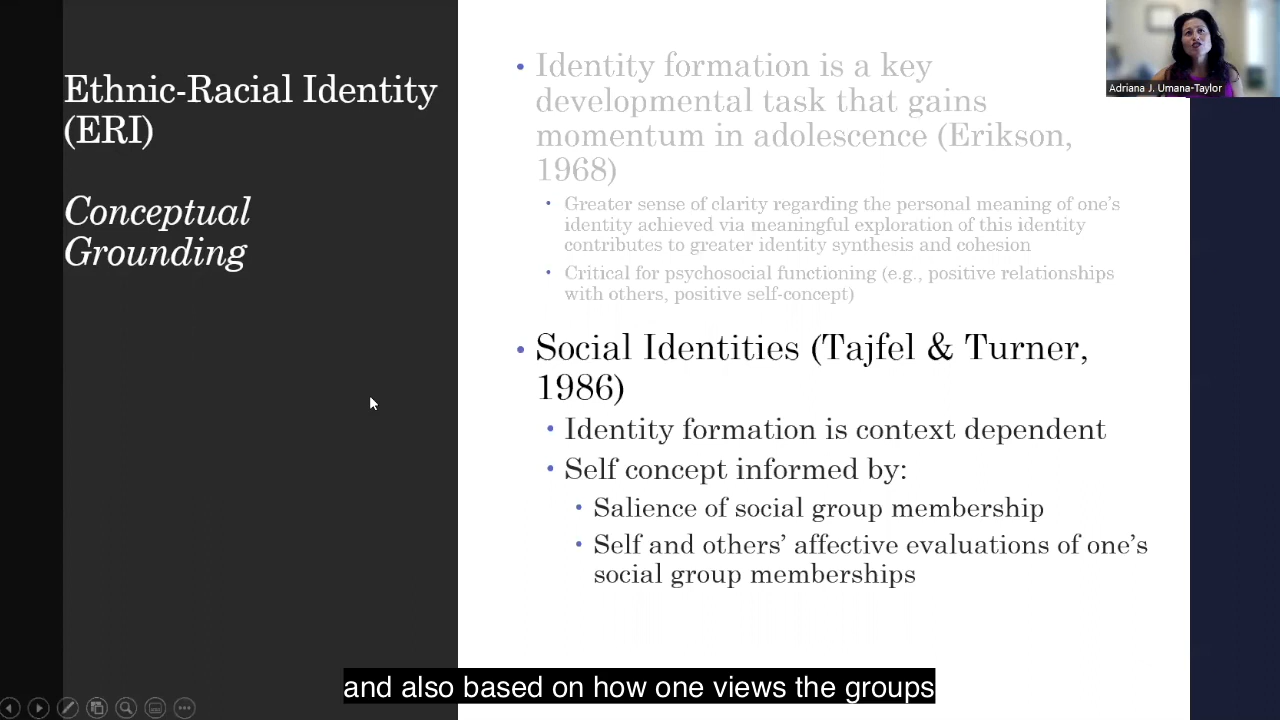 Ethnic-Racial Identity
(ERI)
Conceptual
Grounding
• Identity formation is a key
developmental task that gains
momentum in adolescence (Erikson,
1968)
• Greater sense of clarity regarding the personal meaning of one's
identity achieved via meaningful exploration of this identity
contributes to greater identity synthesis and cohesion
• Critical for psychosocial functioning (e.g., positive relationships
with others, positive self-concept)
• Social Identities (Tajfel & Turner,
1986)
• Identity formation is context dependent
• Self concept informed by:
• Salience of social group membership
• Self and others' affective evaluations of one's
social group memberships
Adriana J. Umana-Taylor
and also based on how one views the groups